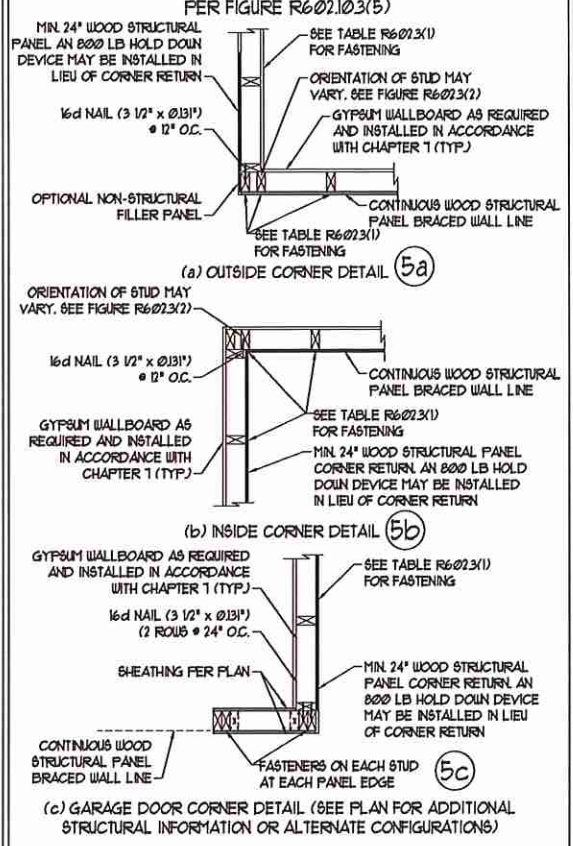 PER FIGURE R602.10.3(5)
MIN. 24" WOOD STRUCTURAL
PANEL AN 800 LB HOLD DOWN
DEVICE MAY BE INSTALLED IN
LIEU OF CORNER RETURN
16d NAIL (3 1/2" x 0.131")
@ 12" O.C.
OPTIONAL NON-STRUCTURAL
FILLER PANEL
SEE TABLE R602.3(1)
FOR FASTENING
ORIENTATION OF STUD MAY
VARY. SEE FIGURE R602.3(2)
GYPSUM WALLBOARD AS REQUIRED
AND INSTALLED IN ACCORDANCE
WITH CHAPTER 7 (TYP.)
CONTINUOUS WOOD STRUCTURAL
PANEL BRACED WALL LINE
SEE TABLE R602.3(1)
FOR FASTENING
(a) OUTSIDE CORNER DETAIL 5a
ORIENTATION OF STUD MAY
VARY. SEE FIGURE R602.3(2)
16d NAIL (3 1/2" x 0.131")
@ 12" O.C.
GYPSUM WALLBOARD AS
REQUIRED AND INSTALLED
IN ACCORDANCE WITH
CHAPTER 7 (TYP.)
CONTINUOUS WOOD STRUCTURAL
PANEL BRACED WALL LINE
SEE TABLE R602.3(1)
FOR FASTENING
MIN. 24" WOOD STRUCTURAL PANEL
CORNER RETURN. AN 800 LB HOLD
DOWN DEVICE MAY BE INSTALLED
IN LIEU OF CORNER RETURN
(b) INSIDE CORNER DETAIL 5b
GYPSUM WALLBOARD AS REQUIRED
AND INSTALLED IN ACCORDANCE
WITH CHAPTER 7 (TYP.)
16d NAIL (3 1/2" x 0.131")
(2 ROWS @ 24" O.C.
SHEATHING PER PLAN
CONTINUOUS WOOD
STRUCTURAL PANEL
BRACED WALL LINE
SEE TABLE R602.3(1)
FOR FASTENING
MIN. 24" WOOD STRUCTURAL
PANEL CORNER RETURN. AN
800 LB HOLD DOWN DEVICE
MAY BE INSTALLED IN LIEU
OF CORNER RETURN
FASTENERS ON EACH STUD
AT EACH PANEL EDGE
5c
(c) GARAGE DOOR CORNER DETAIL (SEE PLAN FOR ADDITIONAL
STRUCTURAL INFORMATION OR ALTERNATE CONFIGURATIONS)